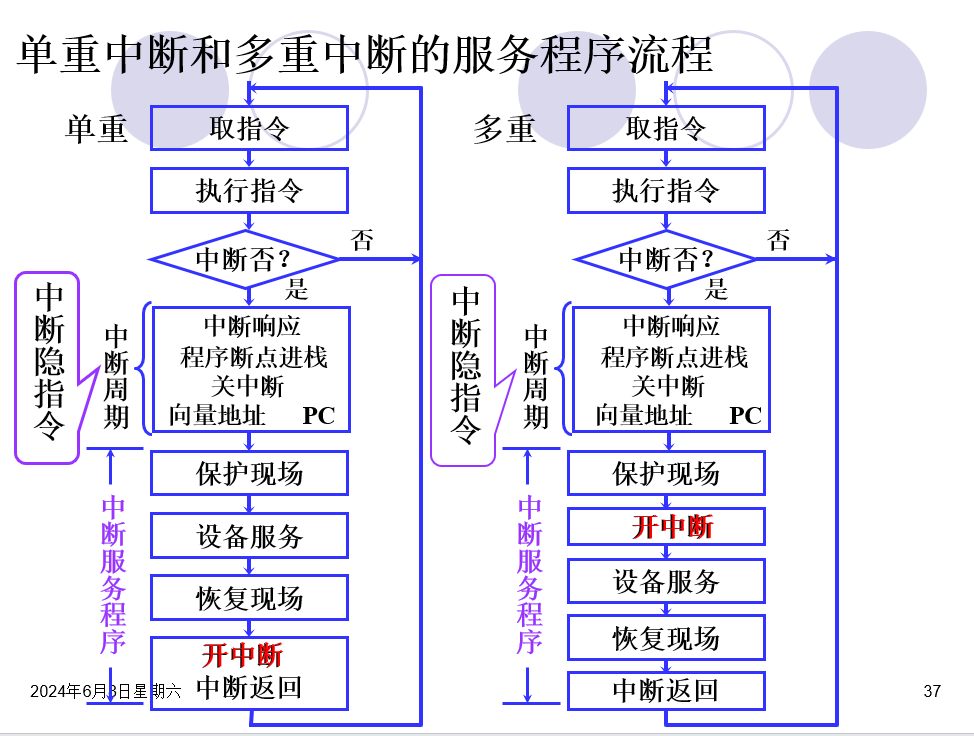 单重中断和多重中断的服务程序流程
单重
取指令
执行指令
中断否？
否
是
中断隐指令
中断周期
中断响应
程序断点进栈
关中断
向量地址 PC
中断服务程序
保护现场
设备服务
恢复现场
开中断
中断返回
多重
取指令
执行指令
中断否？
否
是
中断隐指令
中断周期
中断响应
程序断点进栈
关中断
向量地址 PC
中断服务程序
保护现场
开中断
设备服务
恢复现场
中断返回
2024年6月3日星期六
37